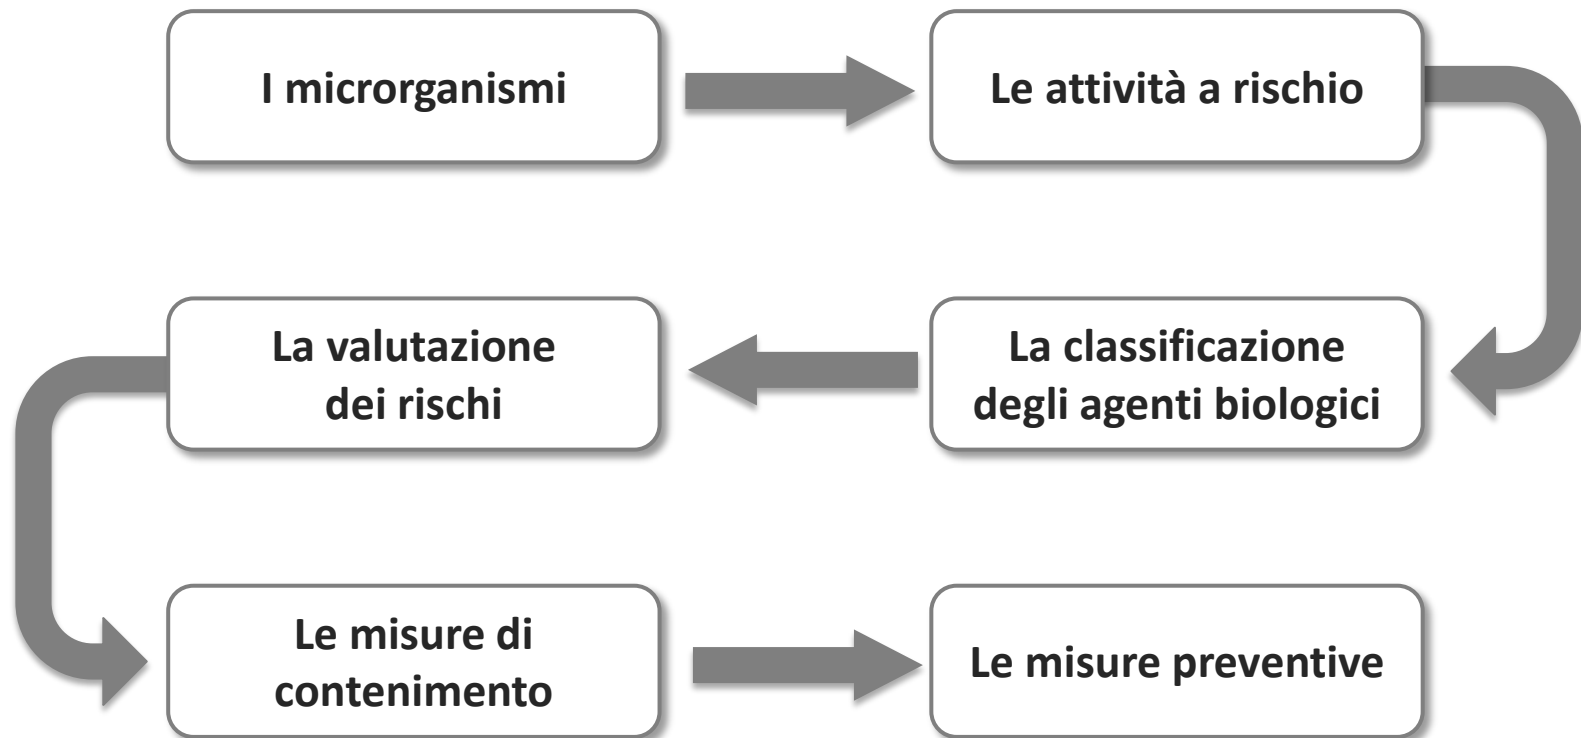 I microrganismi
Le attività a rischio
La classificazione
degli agenti biologici
La valutazione
dei rischi
Le misure di
contenimento
Le misure preventive